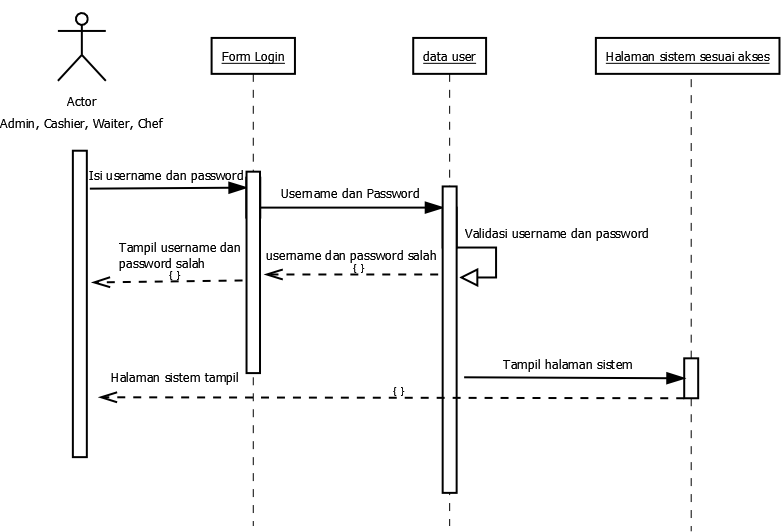 Form Login
data user
Halaman sistem sesuai akses
Actor
Admin, Cashier, Waiter, Chef
Isi username dan password
Username dan Password
Validasi username dan password
Tampil username dan
password salah
{ }
username dan password salah
{ }
Tampil halaman sistem
Halaman sistem tampil
{ }